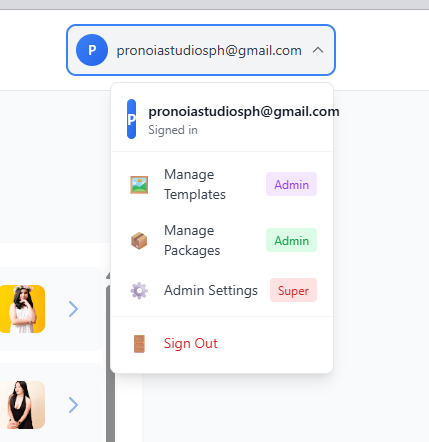 P pronoiastudiosph@gmail.com
P pronoiastudiosph@gmail.com
Signed in
Manage
Templates
Admin
Manage
Packages
Admin
Admin Settings Super
Sign Out